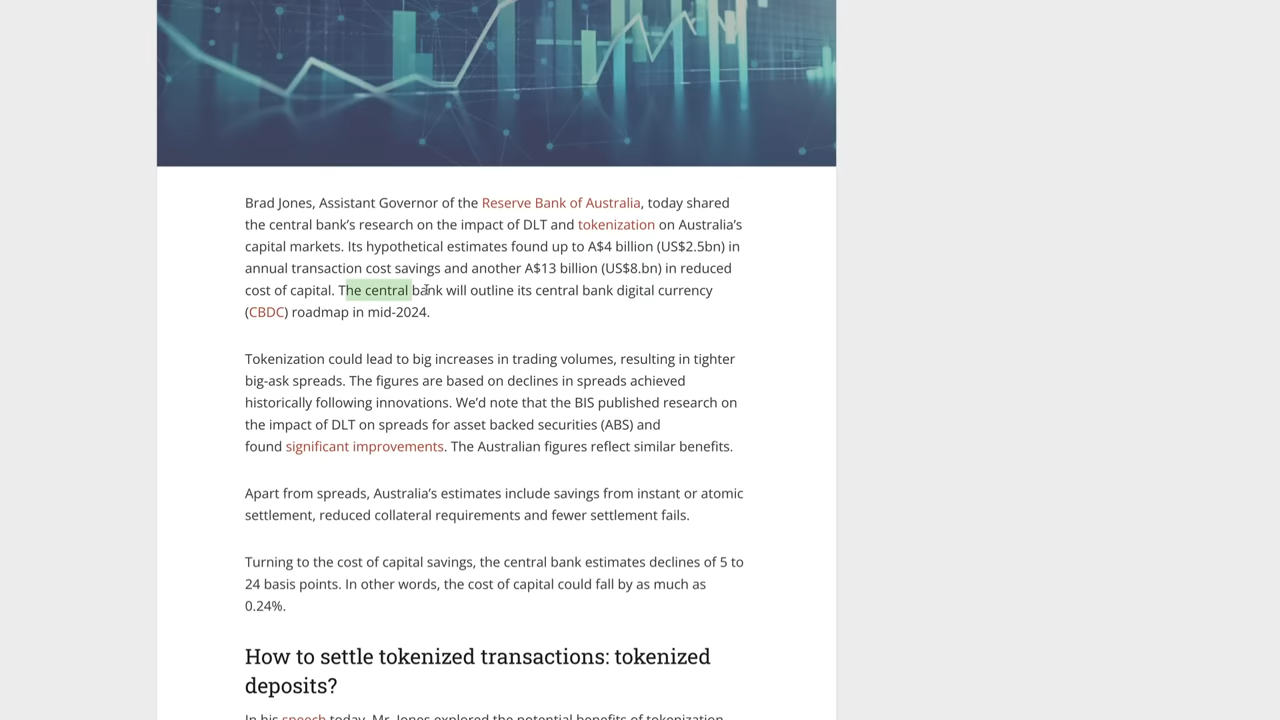 Brad Jones, Assistant Governor of the Reserve Bank of Australia, today shared
the central bank’s research on the impact of DLT and tokenization on Australia’s
capital markets. Its hypothetical estimates found up to A$4 billion (US$2.5bn) in
annual transaction cost savings and another A$13 billion (US$8.bn) in reduced
cost of capital. The central bank will outline its central bank digital currency
(CBDC) roadmap in mid-2024.
Tokenization could lead to big increases in trading volumes, resulting in tighter
big-ask spreads. The figures are based on declines in spreads achieved
historically following innovations. We’d note that the BIS published research on
the impact of DLT on spreads for asset backed securities (ABS) and
found significant improvements. The Australian figures reflect similar benefits.
Apart from spreads, Australia’s estimates include savings from instant or atomic
settlement, reduced collateral requirements and fewer settlement fails.
Turning to the cost of capital savings, the central bank estimates declines of 5 to
24 basis points. In other words, the cost of capital could fall by as much as
0.24%.
How to settle tokenized transactions: tokenized
deposits?
In his speech today, Mr. Jones explored the potential benefits of tokenization